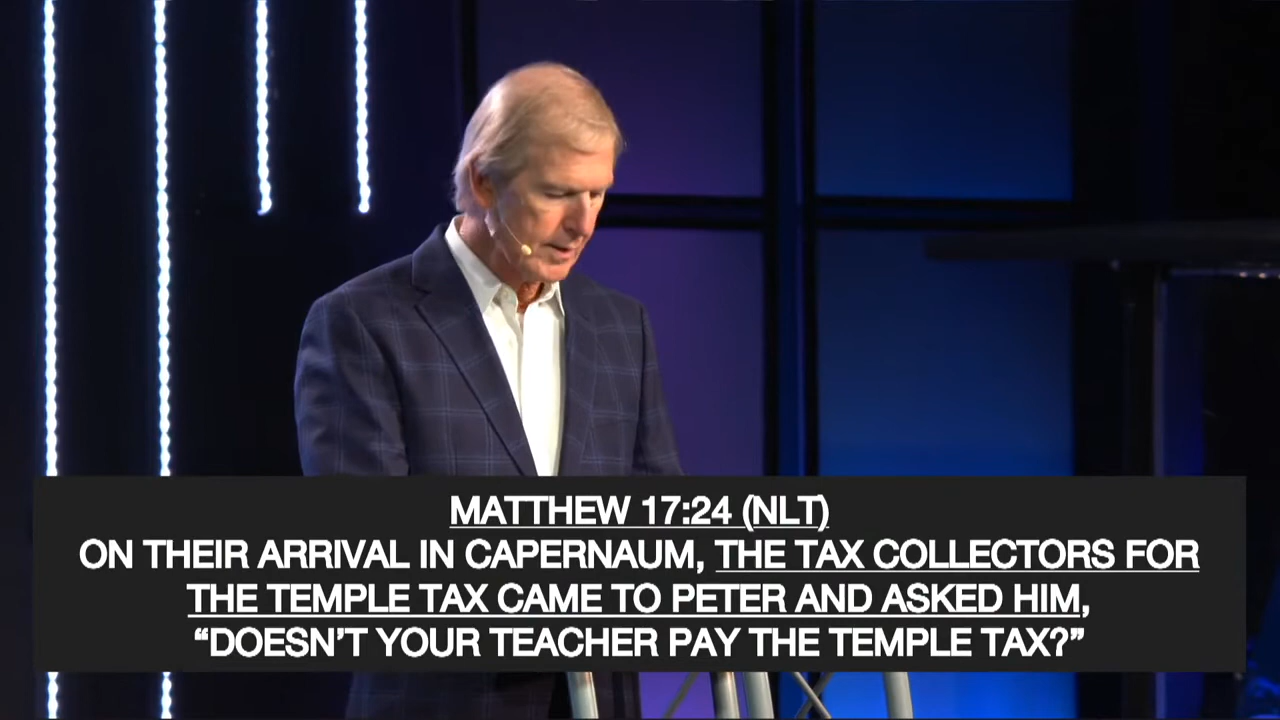 MATTHEW 17:24 (NLT)
ON THEIR ARRIVAL IN CAPERNAUM, THE TAX COLLECTORS FOR
THE TEMPLE TAX CAME TO PETER AND ASKED HIM,
“DOESN’T YOUR TEACHER PAY THE TEMPLE TAX?”